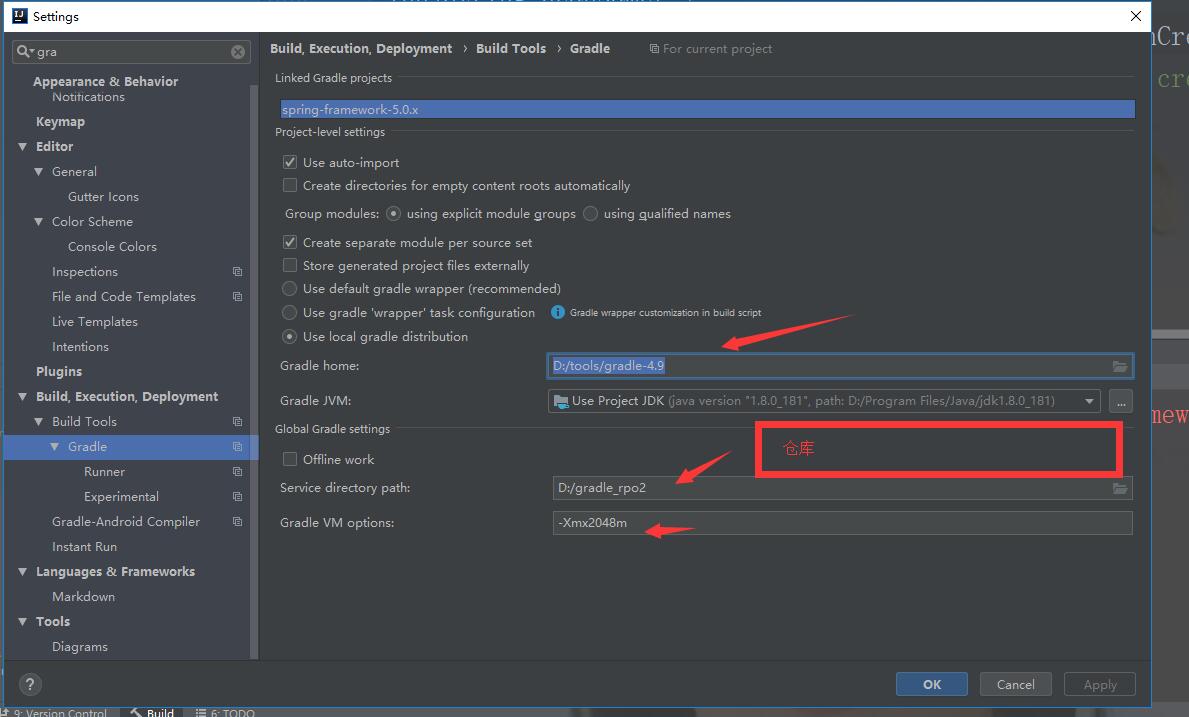 Settings
gra
Appearance & Behavior
Notifications
Keymap
Editor
General
Gutter Icons
Color Scheme
Console Colors
Inspections
File and Code Templates
Live Templates
Intentions
Plugins
Build, Execution, Deployment
Build Tools
Gradle
Runner
Experimental
Gradle-Android Compiler
Instant Run
Languages & Frameworks
Markdown
Tools
Diagrams
Build, Execution, Deployment › Build Tools › Gradle For current project
Linked Gradle projects
spring-framework-5.0.x
Project-level settings
Use auto-import
Create directories for empty content roots automatically
Group modules: using explicit module groups using qualified names
Create separate module per source set
Store generated project files externally
Use default gradle wrapper (recommended)
Use gradle 'wrapper' task configuration Gradle wrapper customization in build script
Use local gradle distribution
Gradle home: D:/tools/gradle-4.9
Gradle JVM: Use Project JDK (java version "1.8.0_181", path: D:/Program Files/Java/jdk1.8.0_181) ...
Global Gradle settings
仓库
Offline work
Service directory path: D:/gradle_rpo2
Gradle VM options: -Xmx2048m
? OK Cancel Apply
9: Version Control Build 6: TODO